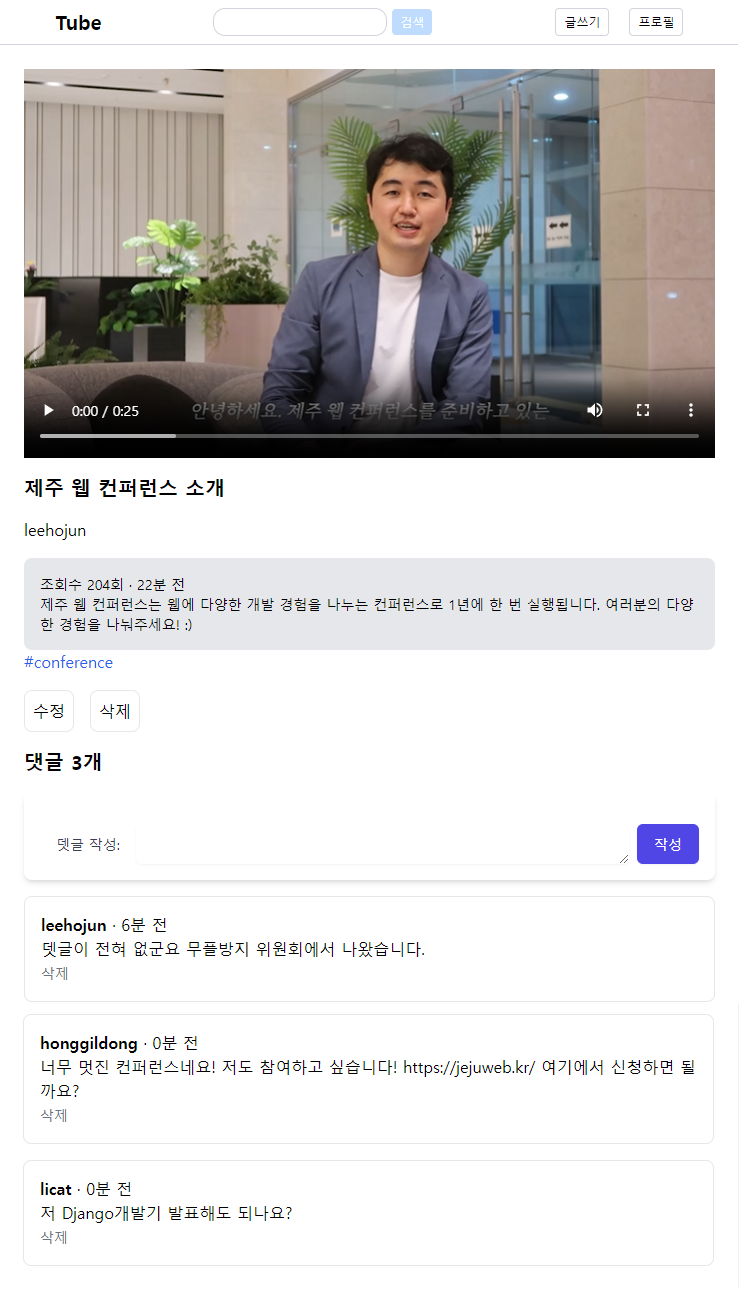 Tube
검색
글쓰기
프로필
0:00 / 0:25
안녕하세요. 제주 웹 컨퍼런스를 준비하고 있는
제주 웹 컨퍼런스 소개
leehojun
조회수 204회 · 22분 전
제주 웹 컨퍼런스는 웹에 다양한 개발 경험을 나누는 컨퍼런스로 1년에 한 번 실행됩니다. 여러분의 다양
한 경험을 나눠주세요! :)
#conference
수정
삭제
댓글 3개
뎃글 작성:
작성
leehojun · 6분 전
뎃글이 전혀 없군요 무플방지 위원회에서 나왔습니다.
삭제
honggildong · 0분 전
너무 멋진 컨퍼런스네요! 저도 참여하고 싶습니다! https://jejuweb.kr/ 여기에서 신청하면 될
까요?
삭제
licat · 0분 전
저 Django개발기 발표해도 되나요?
삭제